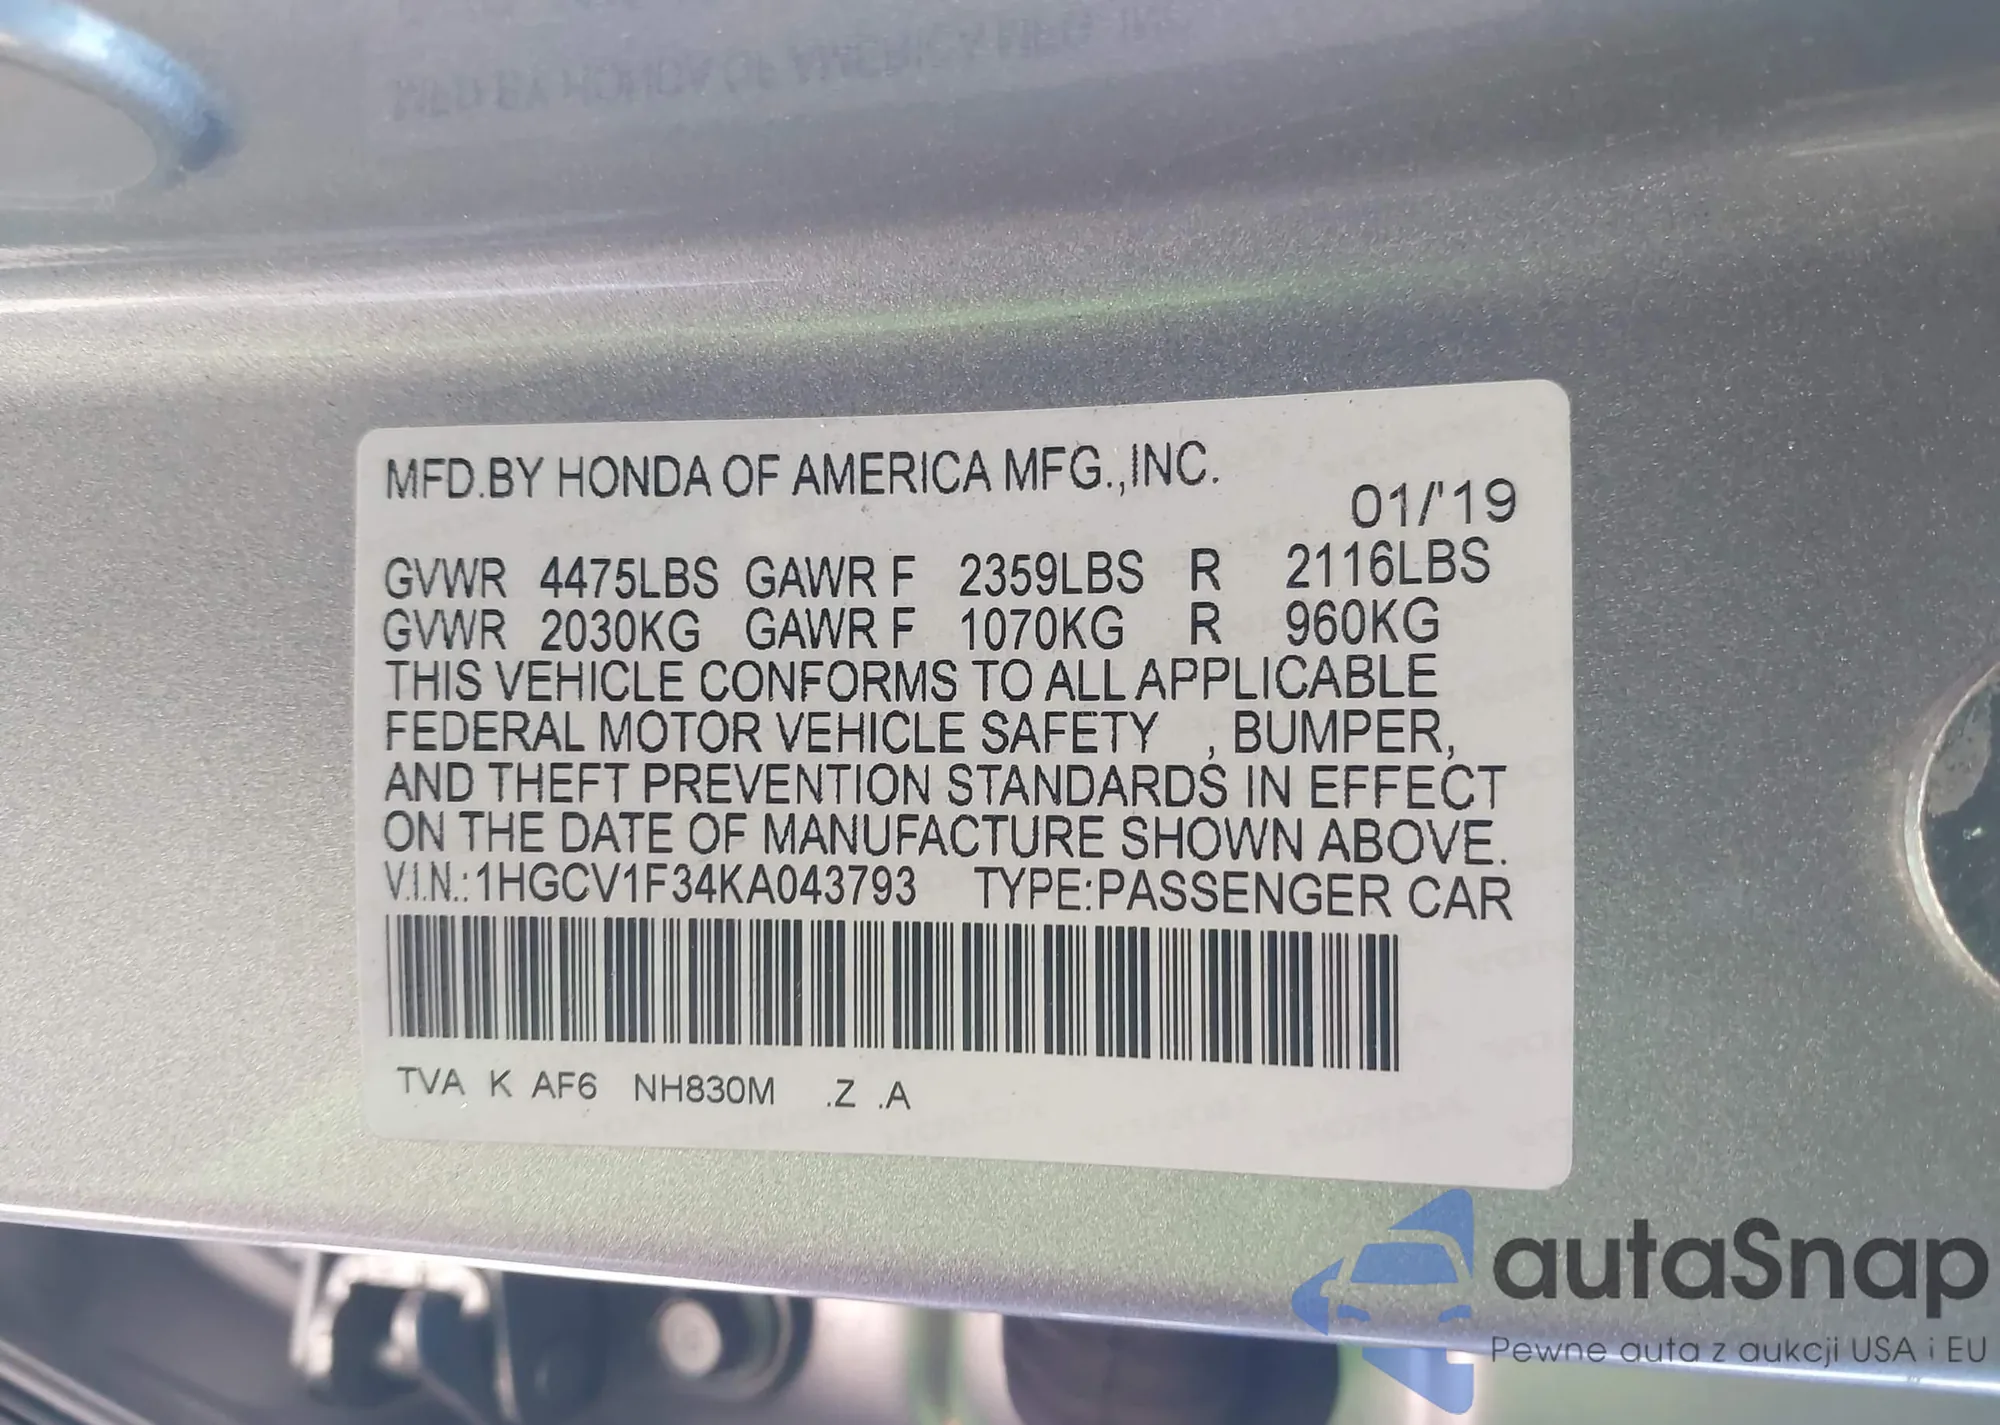 MFD.BY HONDA OF AMERICA MFG.,INC.
01/'19
GVWR 4475LBS GAWR F 2359LBS R 2116LBS
GVWR 2030KG GAWR F 1070KG R 960KG
THIS VEHICLE CONFORMS TO ALL APPLICABLE
FEDERAL MOTOR VEHICLE SAFETY , BUMPER,
AND THEFT PREVENTION STANDARDS IN EFFECT
ON THE DATE OF MANUFACTURE SHOWN ABOVE.
V.I.N.:1HGCV1F34KA043793 TYPE:PASSENGER CAR
TVA K AF6 NH830M .Z .A
autaSnap
Pewne auta z aukcji USA i EU